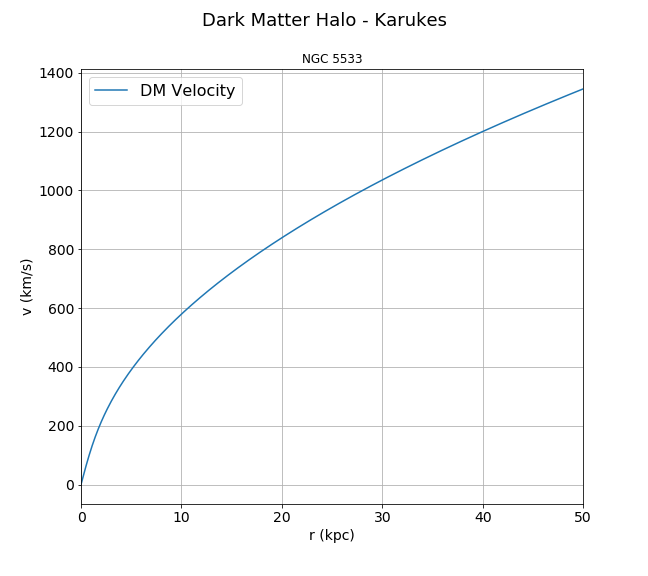 Dark Matter Halo - Karukes
NGC 5533
DM Velocity
1400
1200
1000
800
600
400
200
0
v (km/s)
0 10 20 30 40 50
r (kpc)